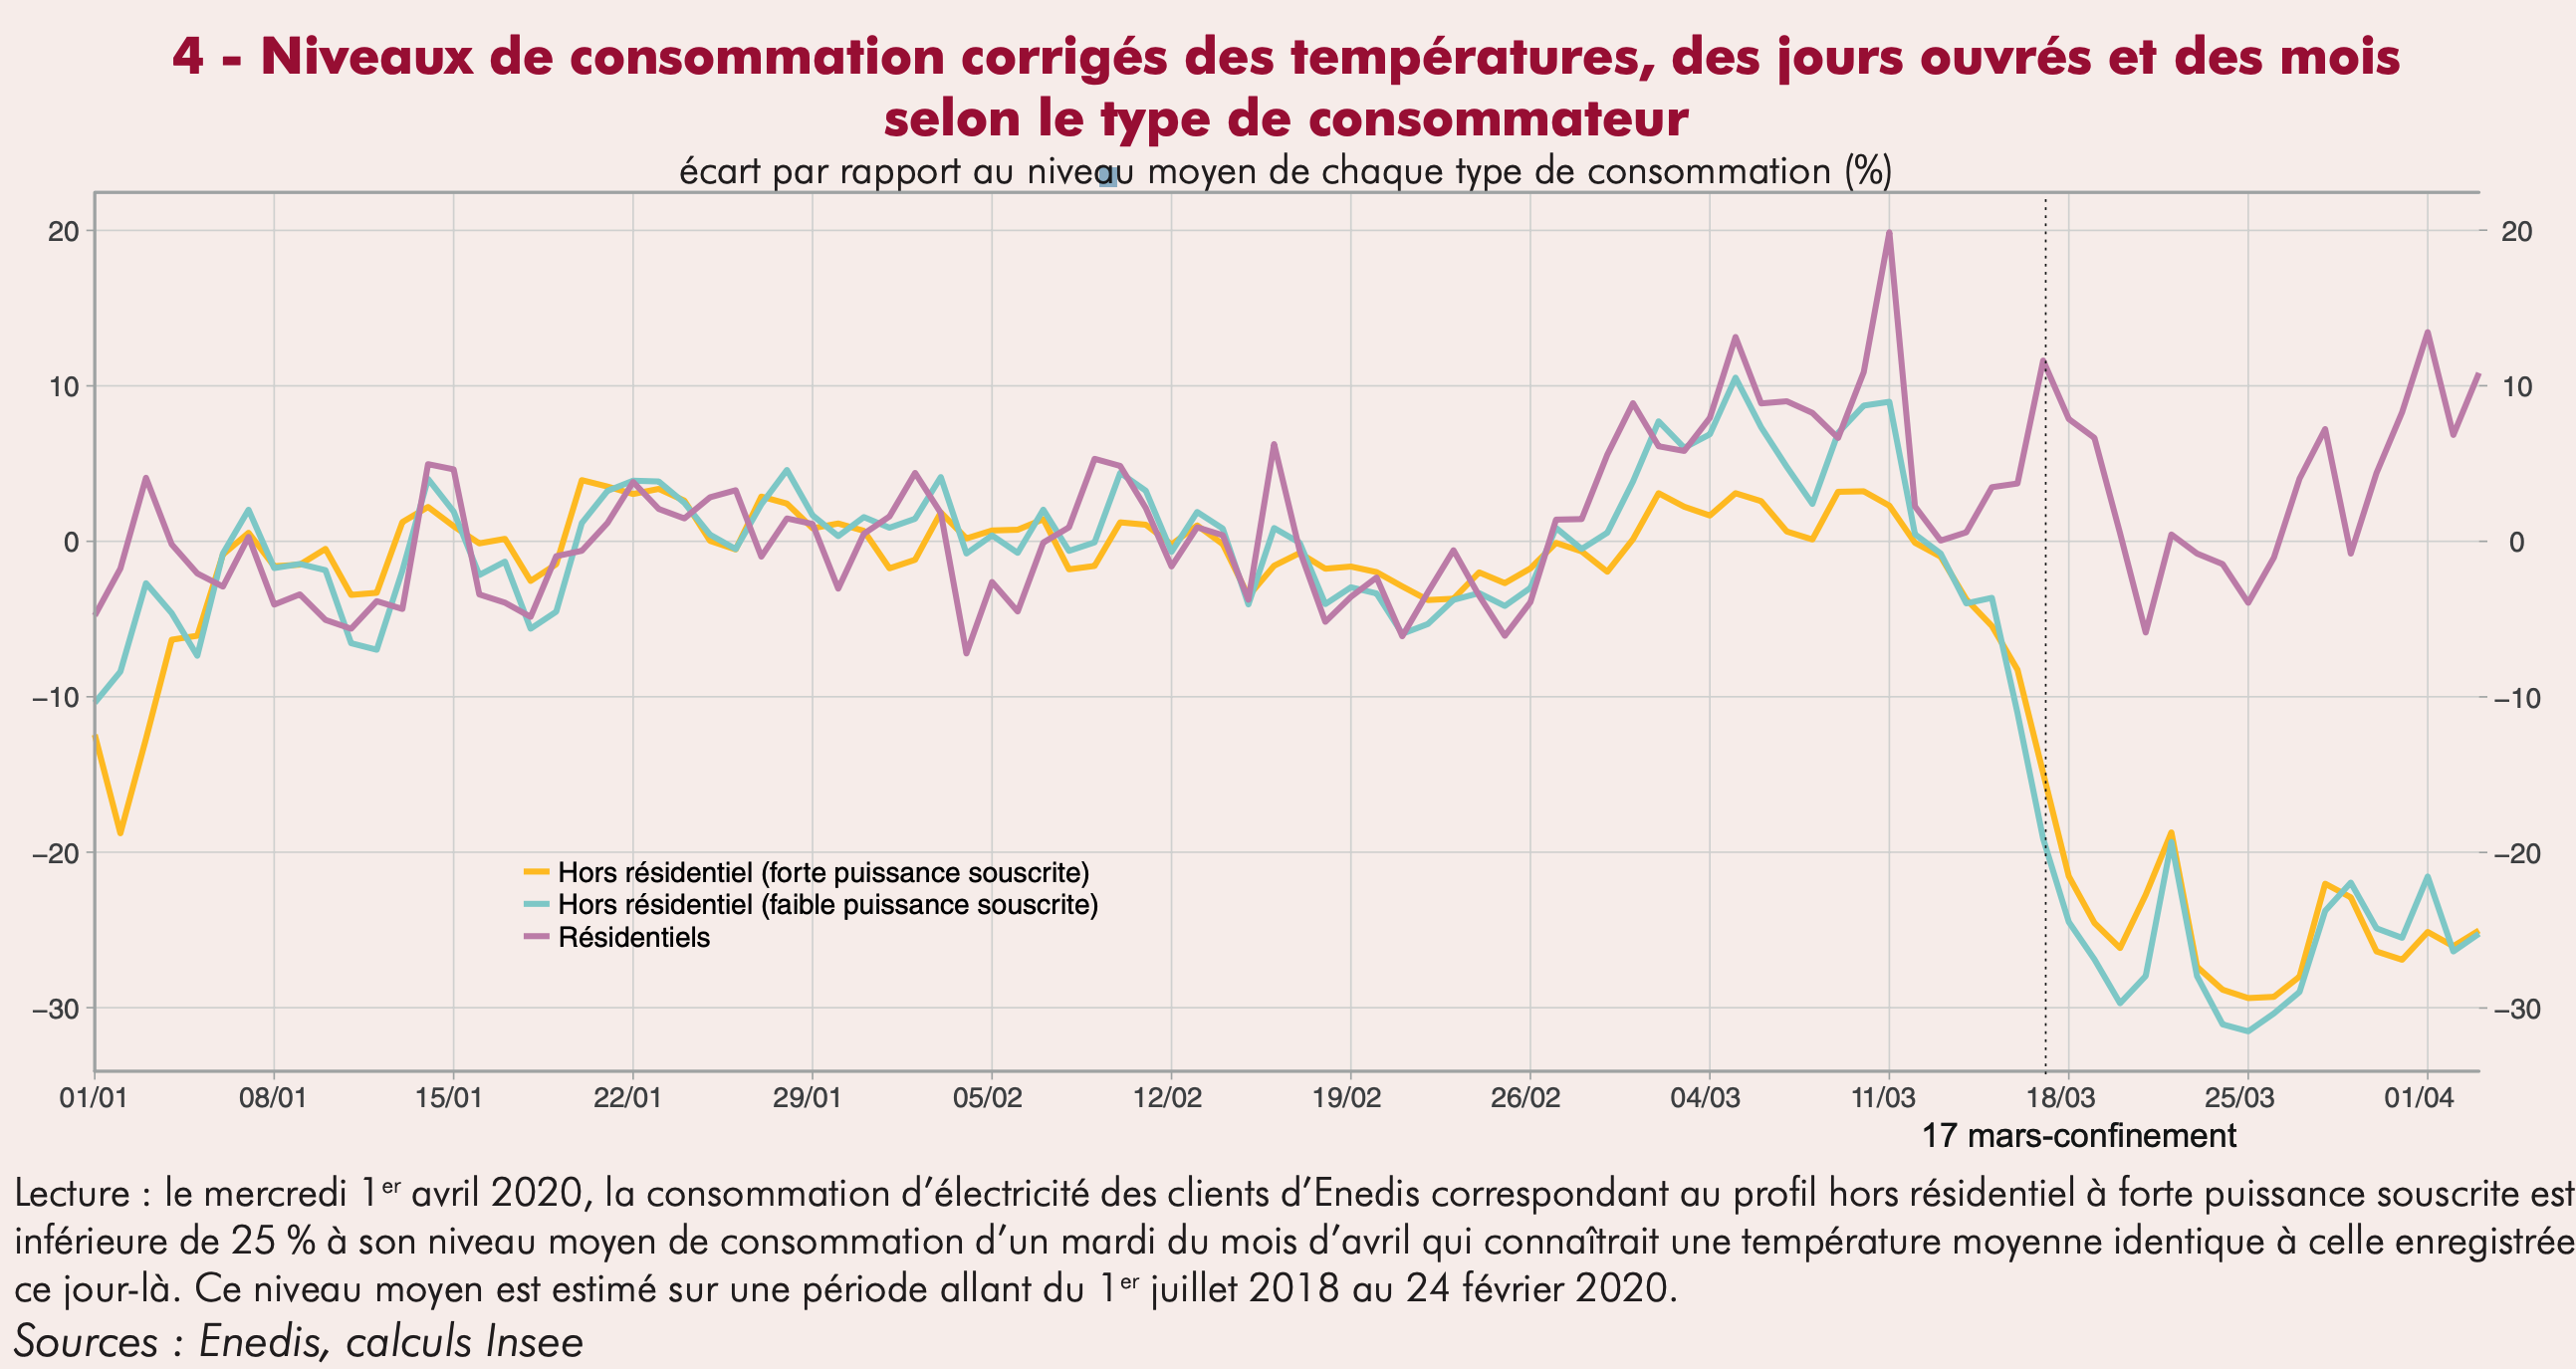 4 - Niveaux de consommation corrigés des températures, des jours ouvrés et des mois
selon le type de consommateur
écart par rapport au niveau moyen de chaque type de consommation (%)
20 20
10 10
0 0
−10 −10
−20 −20
−30 −30
Hors résidentiel (forte puissance souscrite)
Hors résidentiel (faible puissance souscrite)
Résidentiels
01/01 08/01 15/01 22/01 29/01 05/02 12/02 19/02 26/02 04/03 11/03 18/03 25/03 01/04
17 mars-confinement
Lecture : le mercredi 1er avril 2020, la consommation d’électricité des clients d’Enedis correspondant au profil hors résidentiel à forte puissance souscrite est
inférieure de 25 % à son niveau moyen de consommation d’un mardi du mois d’avril qui connaîtrait une température moyenne identique à celle enregistrée
ce jour-là. Ce niveau moyen est estimé sur une période allant du 1er juillet 2018 au 24 février 2020.
Sources : Enedis, calculs Insee